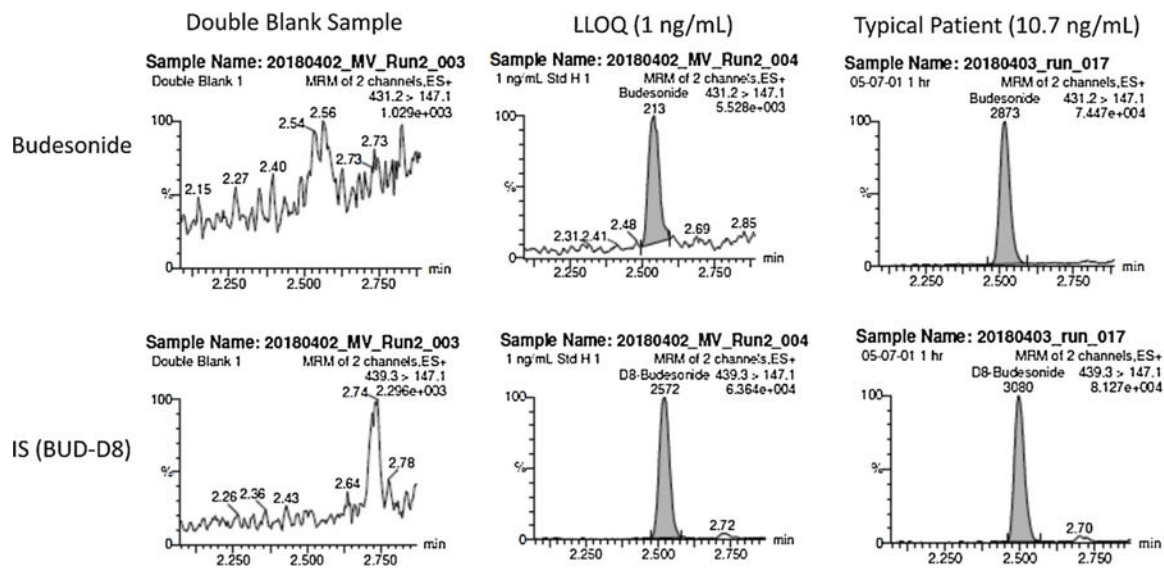 Double Blank Sample
LLOQ (1 ng/mL)
Typical Patient (10.7 ng/mL)
Budesonide
Sample Name: 20180402_MV_Run2_003
Double Blank 1
MRM of 2 channels,ES+
431.2 > 147.1
1.029e+003
100
%
0
2.15
2.27
2.40
2.54
2.56
2.73
2.73
2.250
2.500
2.750
min
Sample Name: 20180402_MV_Run2_004
1 ng/mL Std H 1
MRM of 2 channels,ES+
Budesonide 431.2 > 147.1
213
5.528e+003
100
%
0
2.31
2.41
2.48
2.69
2.85
2.250
2.500
2.750
min
Sample Name: 20180403_run_017
05-07-01 1 hr
MRM of 2 channels,ES+
Budesonide 431.2 > 147.1
2873
7.447e+004
100
%
0
2.250
2.500
2.750
min
IS (BUD-D8)
Sample Name: 20180402_MV_Run2_003
Double Blank 1
MRM of 2 channels,ES+
439.3 > 147.1
2.74
2.296e+003
100
%
0
2.26
2.36
2.43
2.64
2.78
2.250
2.500
2.750
min
Sample Name: 20180402_MV_Run2_004
1 ng/mL Std H 1
MRM of 2 channels,ES+
D8-Budesonide 439.3 > 147.1
2572
6.364e+004
100
%
0
2.72
2.250
2.500
2.750
min
Sample Name: 20180403_run_017
05-07-01 1 hr
MRM of 2 channels,ES+
D8-Budesonide 439.3 > 147.1
3080
8.127e+004
100
%
0
2.70
2.250
2.500
2.750
min